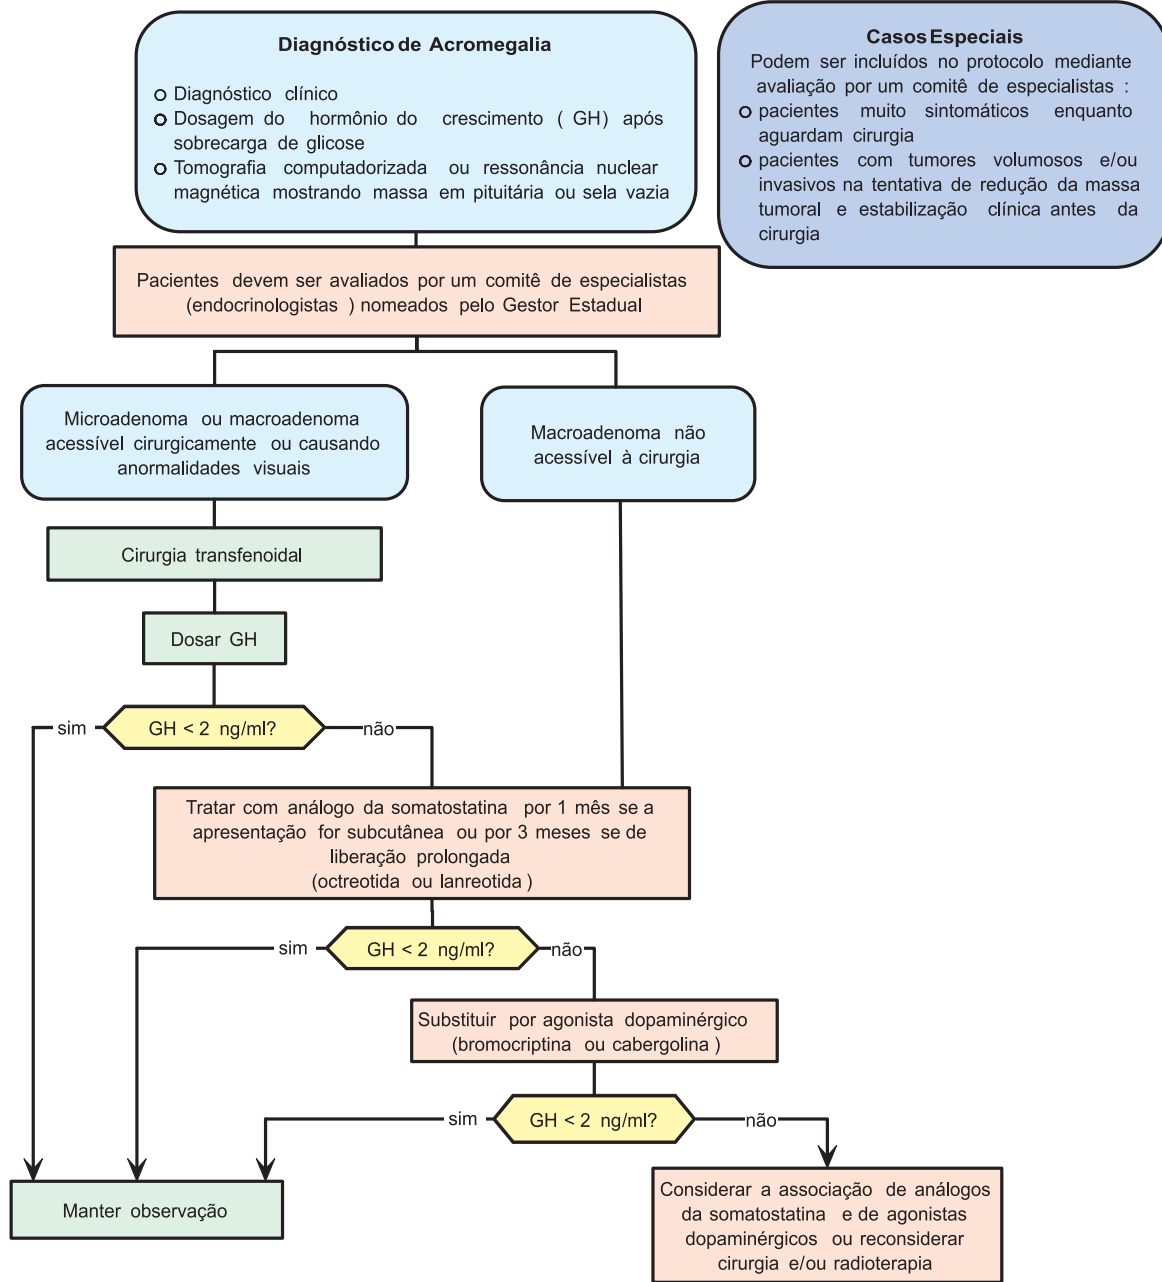 Diagnóstico de Acromegalia
Diagnóstico clínico
Dosagem do hormônio do crescimento ( GH) após
sobrecarga de glicose
Tomografia computadorizada ou ressonância nuclear
magnética mostrando massa em pituitária ou sela vazia
Casos Especiais
Podem ser incluídos no protocolo mediante
avaliação por um comitê de especialistas :
pacientes muito sintomáticos enquanto
aguardam cirurgia
pacientes com tumores volumosos e/ou
invasivos na tentativa de redução da massa
tumoral e estabilização clínica antes da
cirurgia
Pacientes devem ser avaliados por um comitê de especialistas
(endocrinologistas ) nomeados pelo Gestor Estadual
Microadenoma ou macroadenoma
acessível cirurgicamente ou causando
anormalidades visuais
Macroadenoma não
acessível à cirurgia
Cirurgia transfenoidal
Dosar GH
sim
GH < 2 ng/ml?
não
Tratar com análogo da somatostatina por 1 mês se a
apresentação for subcutânea ou por 3 meses se de
liberação prolongada
(octreotida ou lanreotida )
sim
GH < 2 ng/ml?
não
Substituir por agonista dopaminérgico
(bromocriptina ou cabergolina )
sim
GH < 2 ng/ml?
não
Manter observação
Considerar a associação de análogos
da somatostatina e de agonistas
dopaminérgicos ou reconsiderar
cirurgia e/ou radioterapia